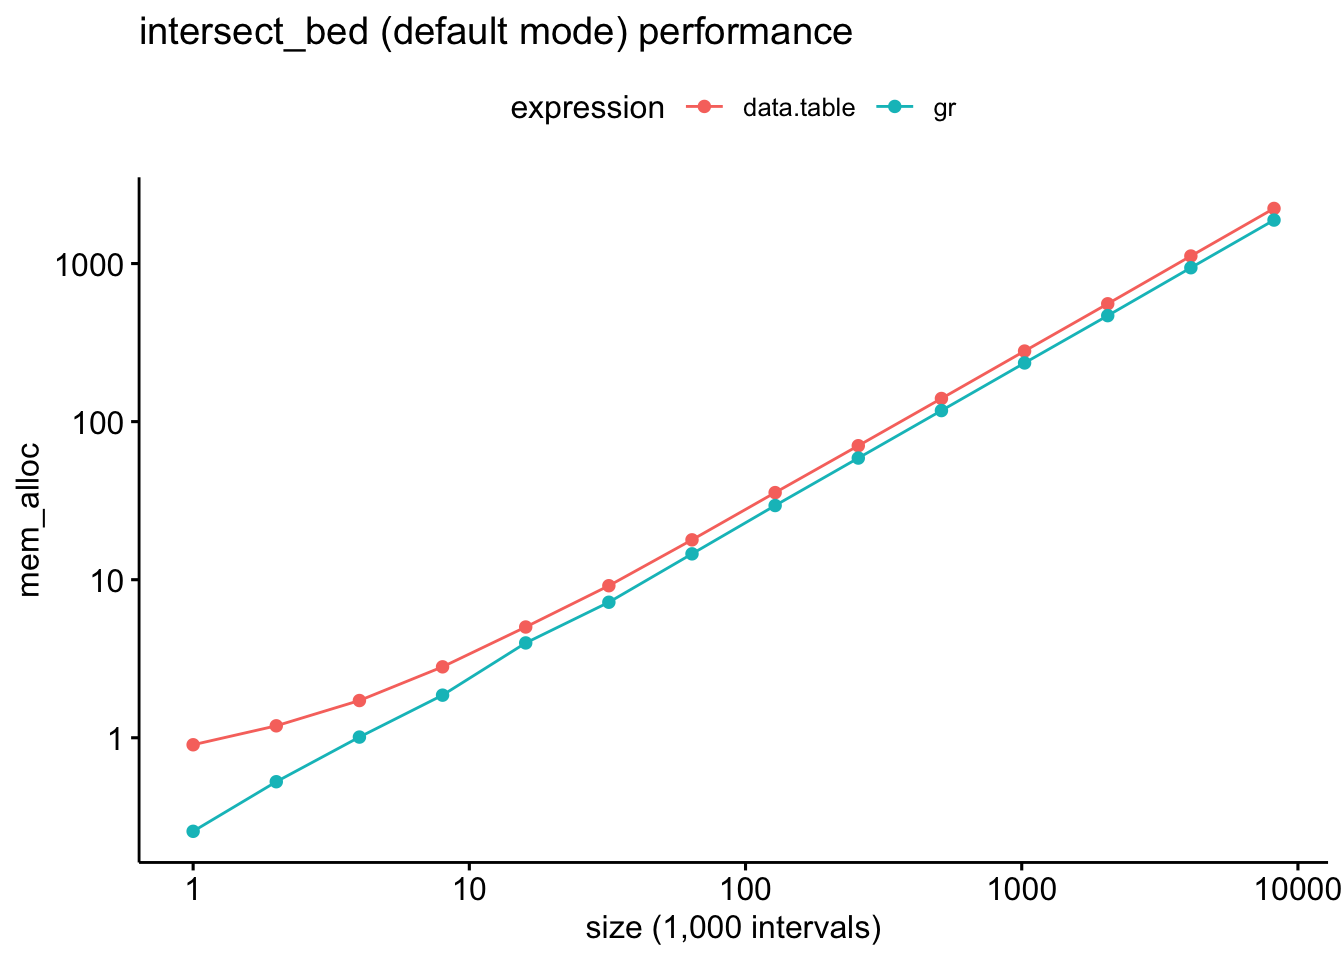 intersect_bed (default mode) performance
expression data.table gr
1000
100
10
1
mem_alloc
1 10 100 1000 10000
size (1,000 intervals)